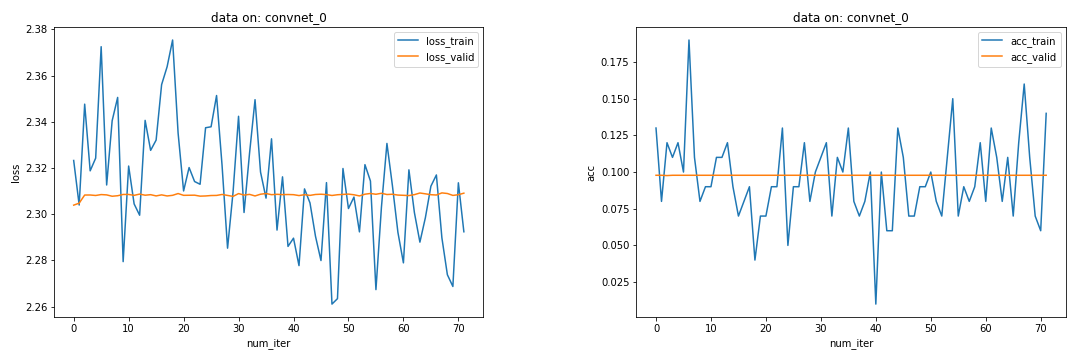 data on: convnet_0
loss_train
loss_valid
2.38
2.36
2.34
2.32
2.30
2.28
2.26
loss
0 10 20 30 40 50 60 70
num_iter
data on: convnet_0
acc_train
acc_valid
0.175
0.150
0.125
0.100
0.075
0.050
0.025
acc
0 10 20 30 40 50 60 70
num_iter